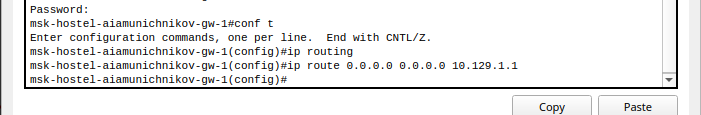 Password:
msk-hostel-aiamunichnikov-gw-1#conf t
Enter configuration commands, one per line.  End with CNTL/Z.
msk-hostel-aiamunichnikov-gw-1(config)#ip routing
msk-hostel-aiamunichnikov-gw-1(config)#ip route 0.0.0.0 0.0.0.0 10.129.1.1
msk-hostel-aiamunichnikov-gw-1(config)#
Copy Paste